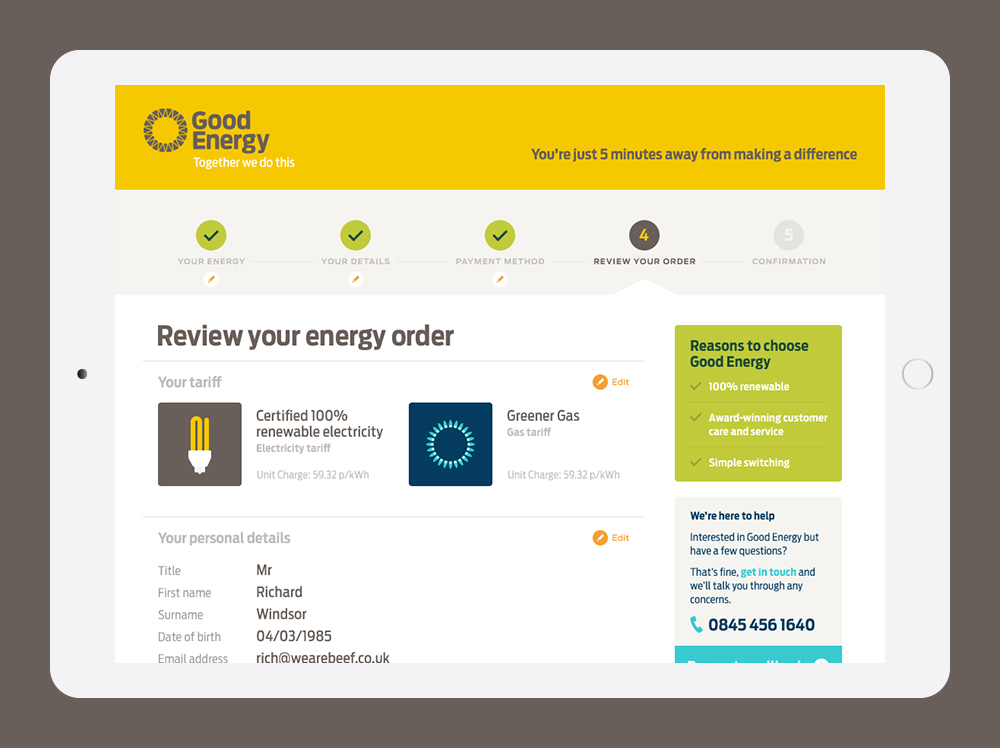 Good
Energy
Together we do this
You're just 5 minutes away from making a difference
4
5
YOUR ENERGY
YOUR DETAILS
PAYMENT METHOD
REVIEW YOUR ORDER
CONFIRMATION
Review your energy order
Your tariff
Edit
Certified 100%
renewable electricity
Electricity tariff
Unit Charge: 59.32 p/kWh
Greener Gas
Gas tariff
Unit Charge: 59.32 p/kWh
Your personal details
Edit
Title Mr
First name Richard
Surname Windsor
Date of birth 04/03/1985
Email address rich@wearebeef.co.uk
Reasons to choose
Good Energy
100% renewable
Award-winning customer
care and service
Simple switching
We're here to help
Interested in Good Energy but
have a few questions?
That's fine, get in touch and
we'll talk you through any
concerns.
0845 456 1640